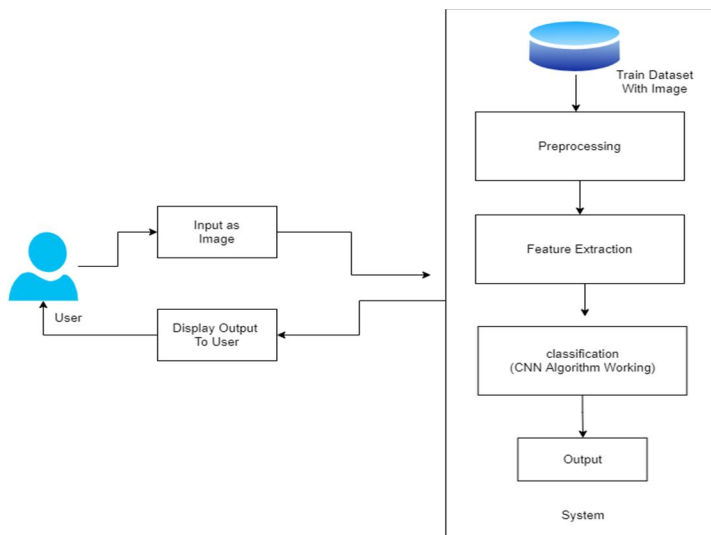 Train Dataset
With Image
Preprocessing
Input as
Image
Feature Extraction
User
Display Output
To User
classification
(CNN Algorithm Working)
Output
System